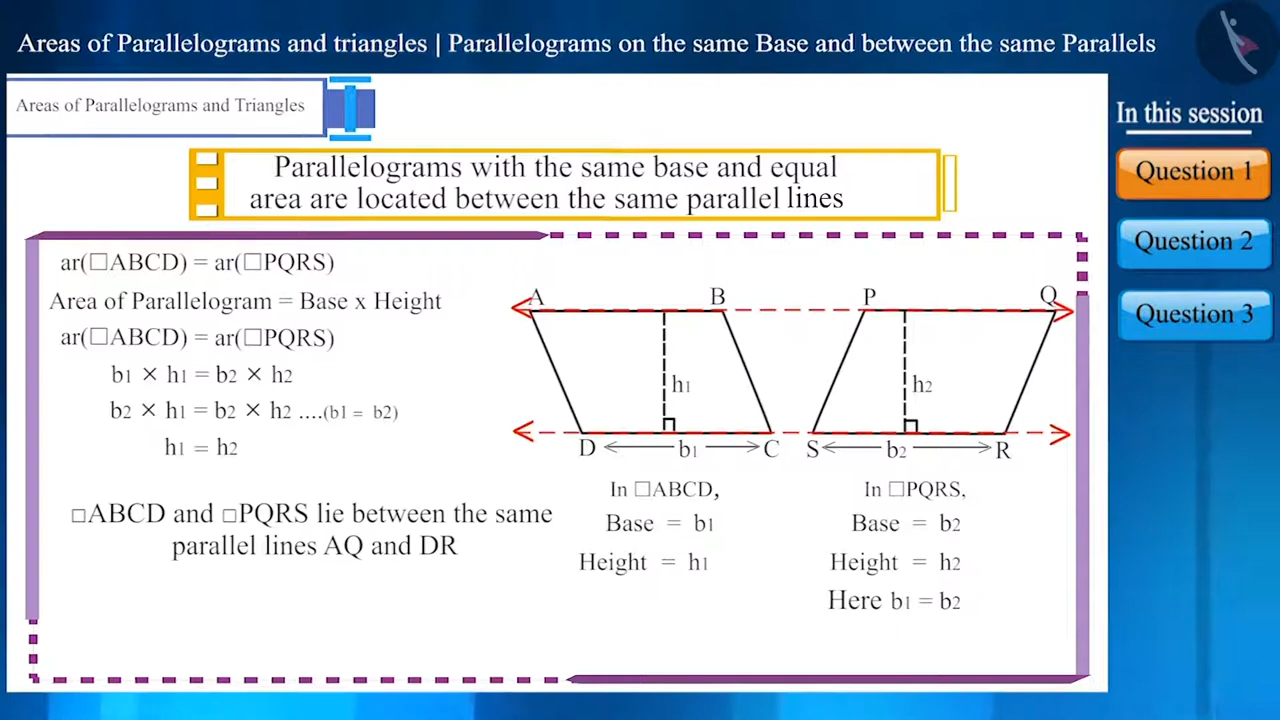 Areas of Parallelograms and triangles | Parallelograms on the same Base and between the same Parallels
Areas of Parallelograms and Triangles
In this session
Question 1
Question 2
Question 3
Parallelograms with the same base and equal
area are located between the same parallel lines
ar(□ABCD) = ar(□PQRS)
Area of Parallelogram = Base x Height
ar(□ABCD) = ar(□PQRS)
b1 × h1 = b2 × h2
b2 × h1 = b2 × h2 ....(b1 = b2)
h1 = h2
□ABCD and □PQRS lie between the same
parallel lines AQ and DR
A B P Q
h1 h2
D b1 C S b2 R
In □ABCD,
Base = b1
Height = h1
In □PQRS,
Base = b2
Height = h2
Here b1 = b2